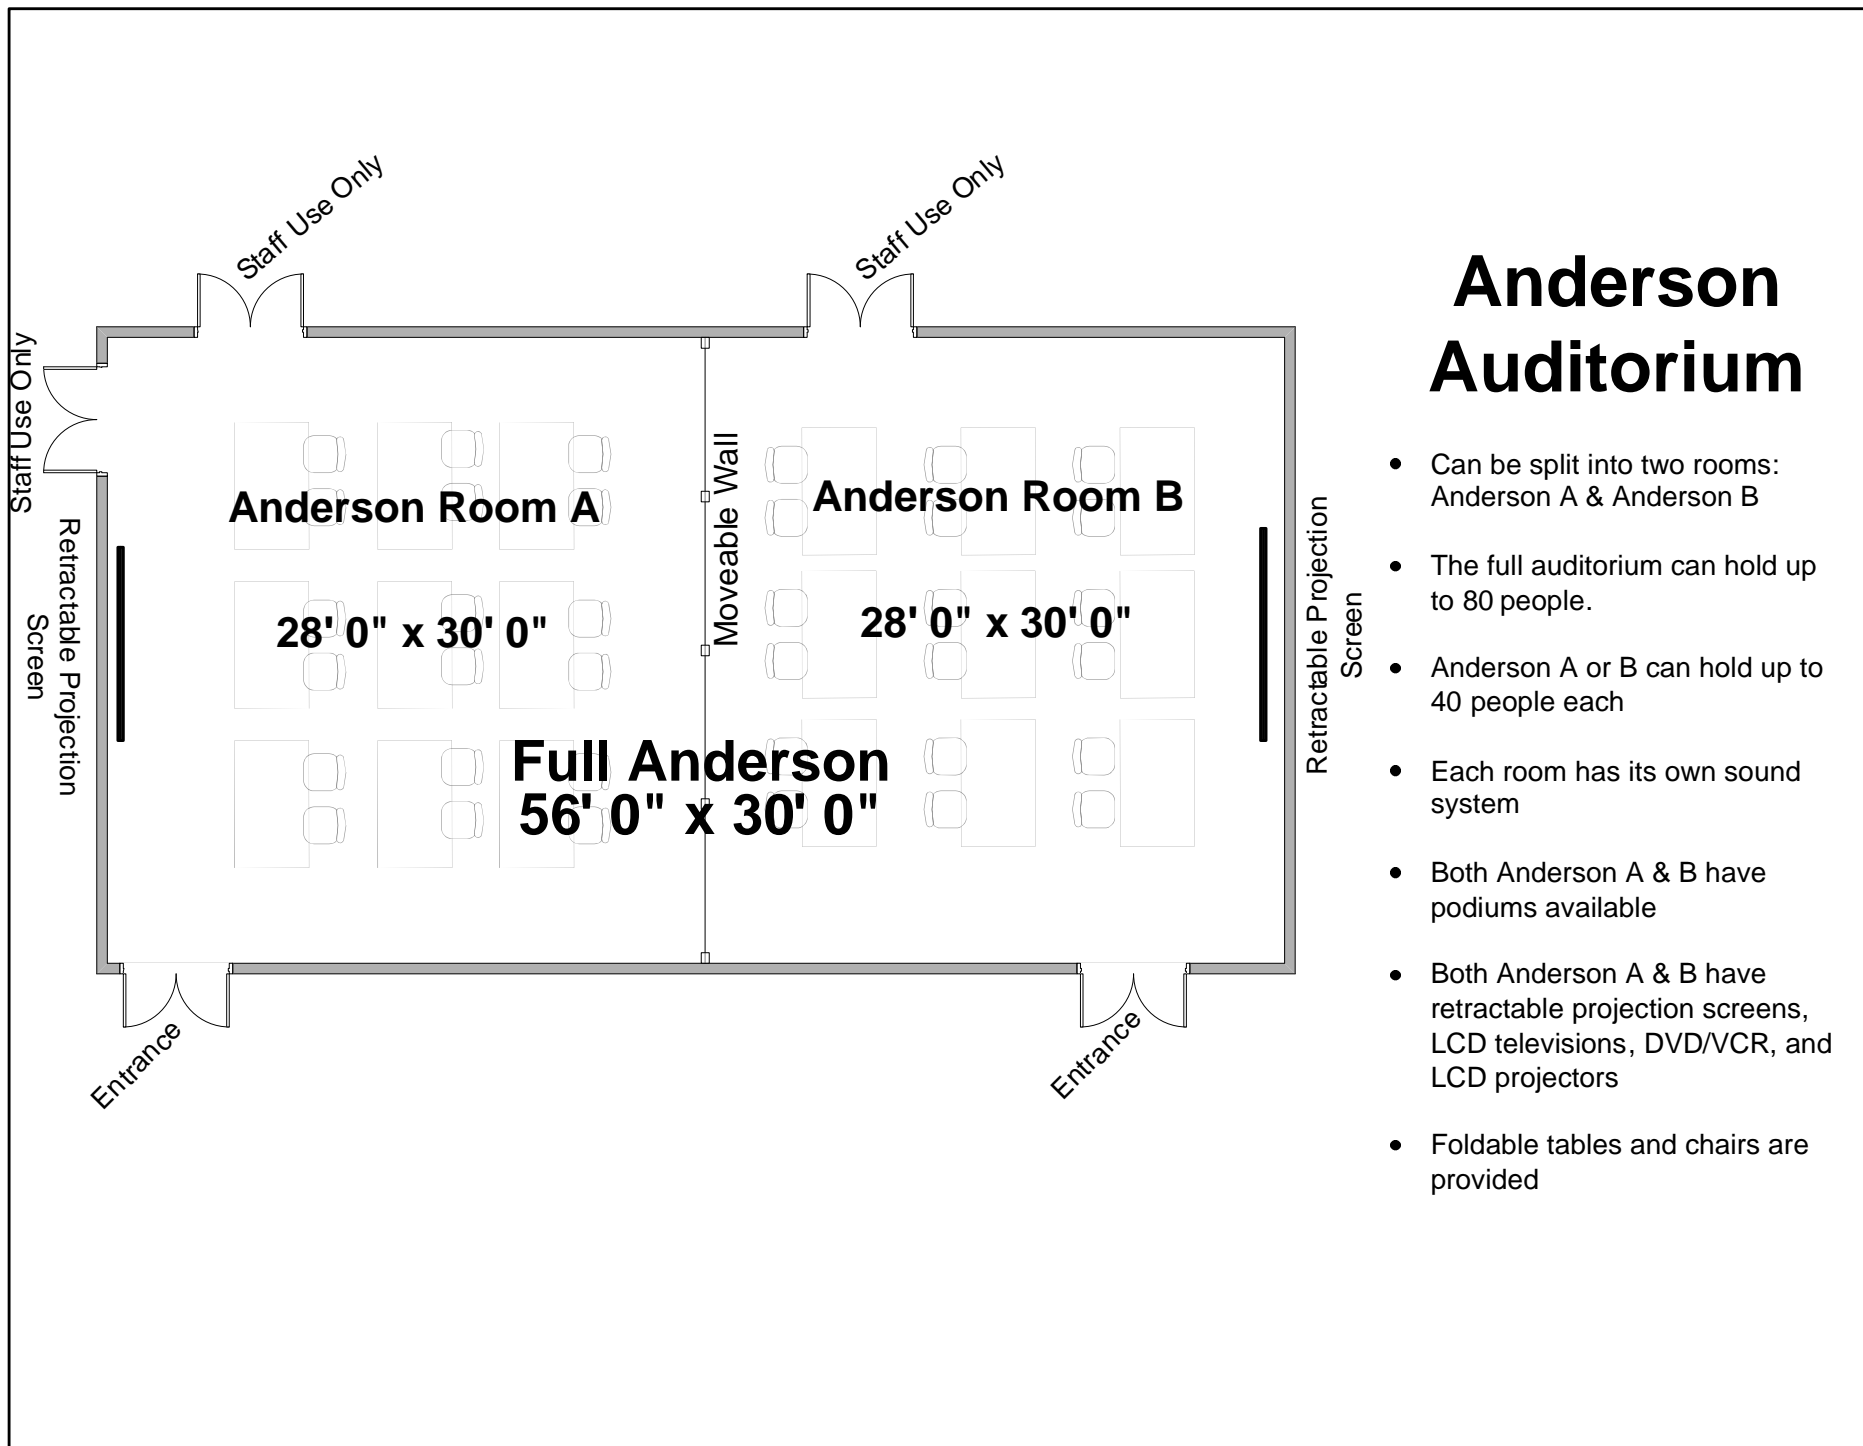 Staff Use Only
Staff Use Only
Staff Use Only
Anderson Room A
28' 0" x 30' 0"
Retractable Projection
Screen
Moveable Wall
Anderson Room B
28' 0" x 30' 0"
Retractable Projection
Screen
Full Anderson
56' 0" x 30' 0"
Entrance
Entrance
Anderson
Auditorium
• Can be split into two rooms:
Anderson A & Anderson B
• The full auditorium can hold up
to 80 people.
• Anderson A or B can hold up to
40 people each
• Each room has its own sound
system
• Both Anderson A & B have
podiums available
• Both Anderson A & B have
retractable projection screens,
LCD televisions, DVD/VCR, and
LCD projectors
• Foldable tables and chairs are
provided